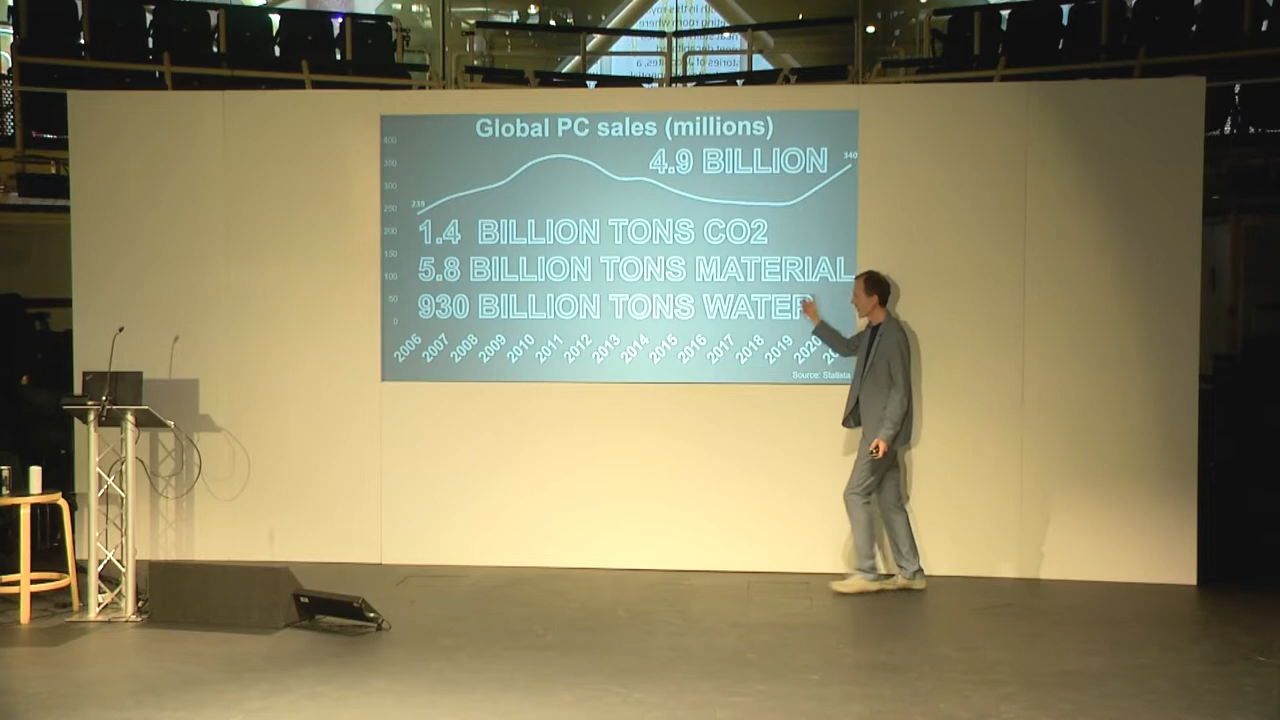 Global PC sales (millions)
400
350
300
250
200
150
100
50
0
239
4.9 BILLION
340
1.4 BILLION TONS CO2
5.8 BILLION TONS MATERIAL
930 BILLION TONS WATER
2006 2007 2008 2009 2010 2011 2012 2013 2014 2015 2016 2017 2018 2019 2020
Source: Statista